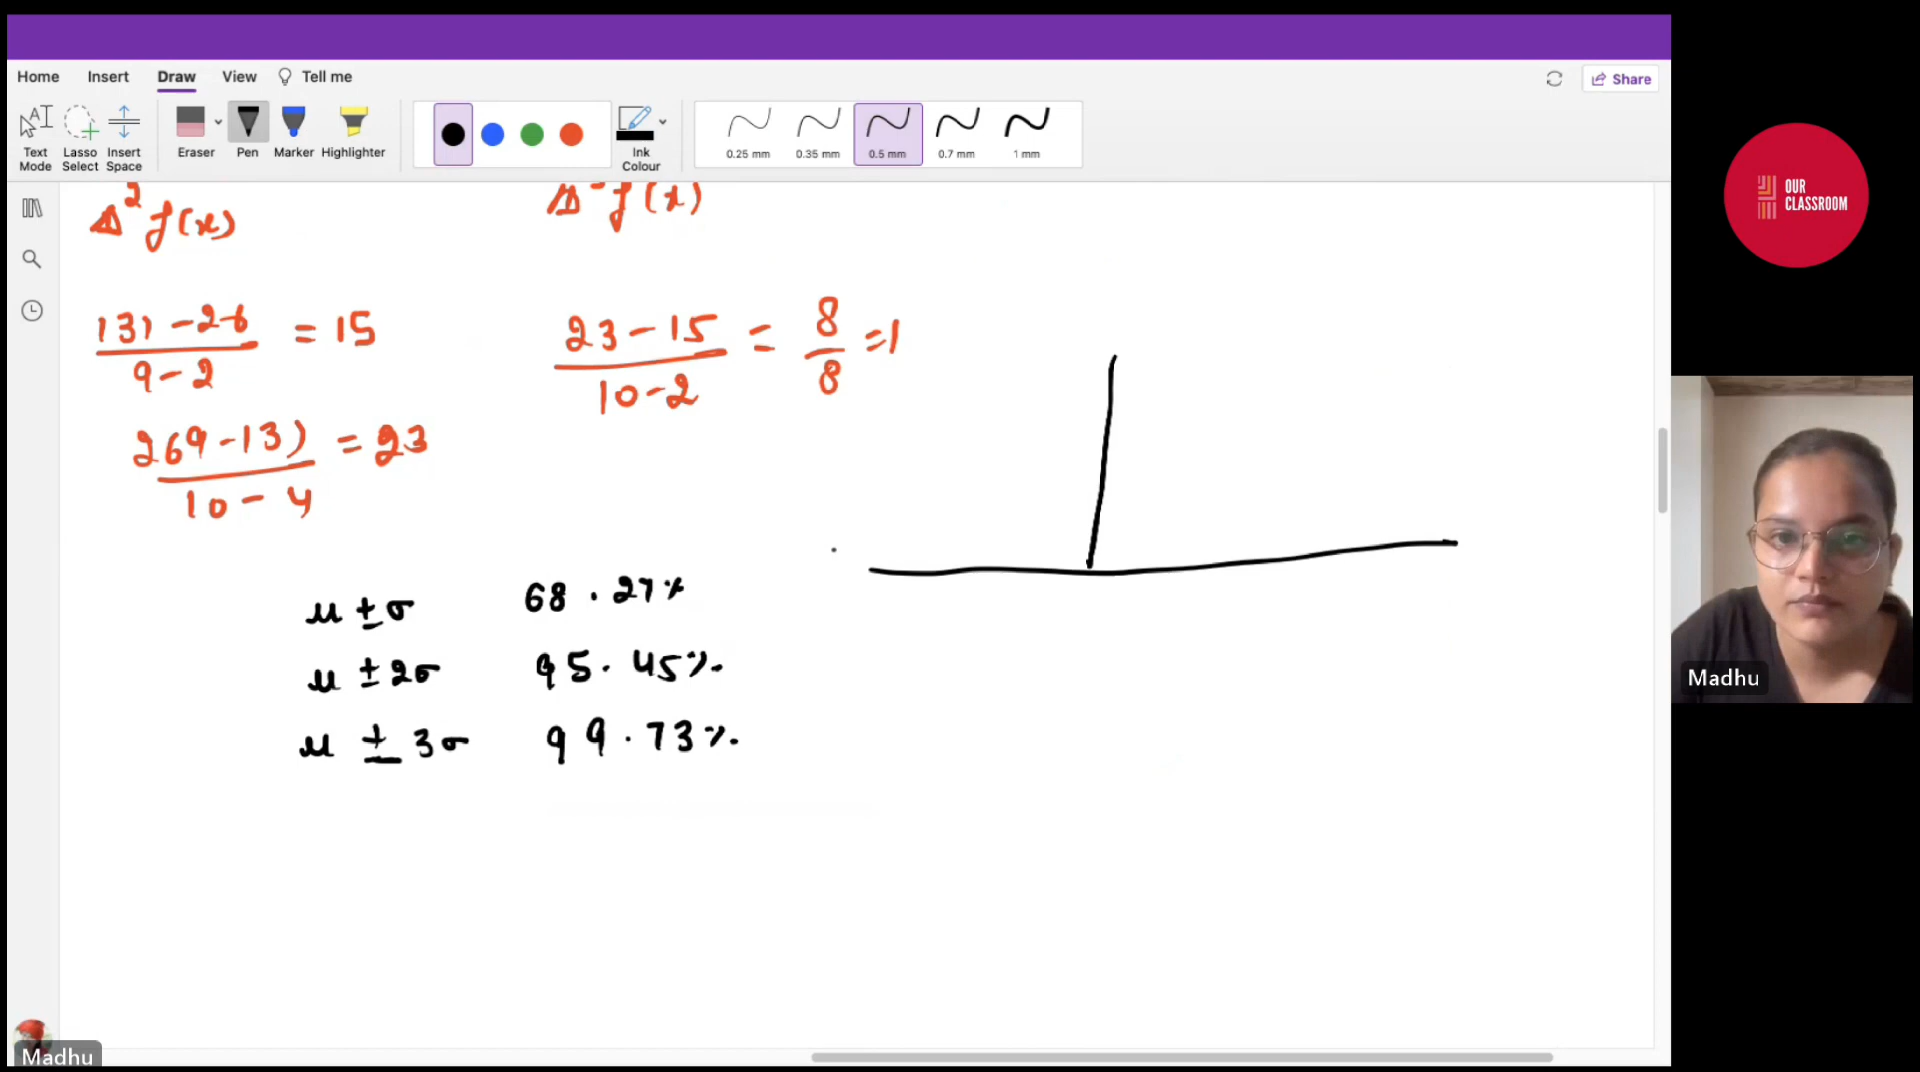 Home Insert Draw View Tell me
Share
Text Mode
Lasso Select
Insert Space
Eraser
Pen
Marker
Highlighter
Ink Colour
0.25 mm
0.35 mm
0.5 mm
0.7 mm
1 mm
OUR
CLASSROOM
Δ² f(x)
f(x)
131 - 26 / 9 - 2 = 15
23 - 15 / 10 - 2 = 8 / 8 = 1
269 - 131 / 10 - 4 = 23
μ ± σ 68.27%
μ ± 2σ 95.45%
μ ± 3σ 99.73%
Madhu
Madhu